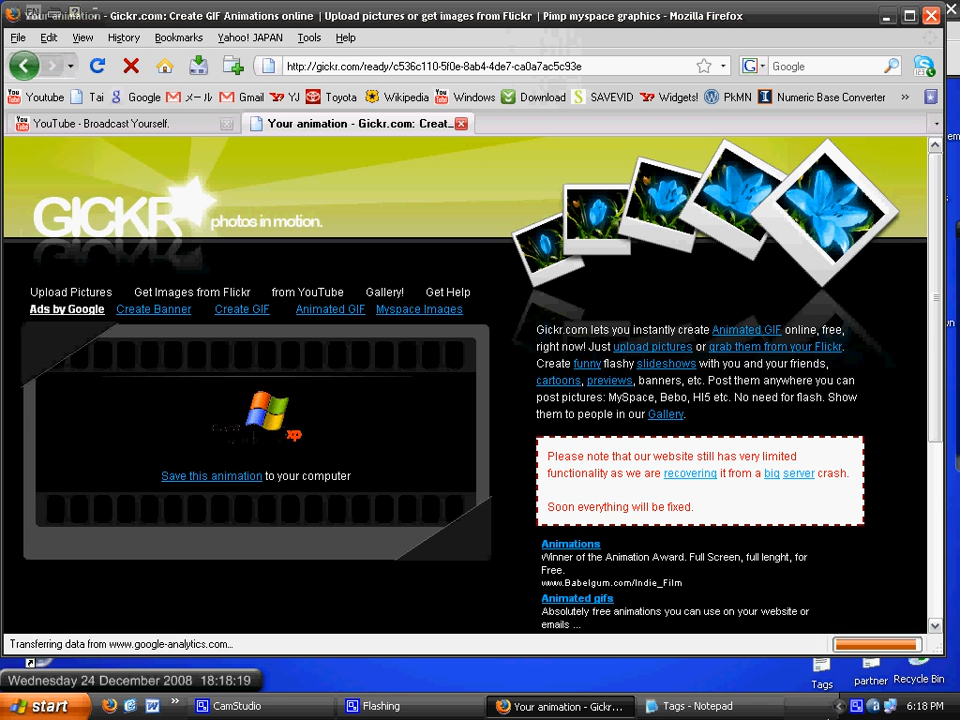 Your animation - Gickr.com: Create GIF Animations online | Upload pictures or get images from Flickr | Pimp myspace graphics - Mozilla Firefox
File Edit View History Bookmarks Yahoo! JAPAN Tools Help
http://gickr.com/ready/c536c110-5f0e-8ab4-4de7-ca0a7ac5c93e
Google
Youtube Tai Google メール Gmail YJ Toyota Wikipedia Windows Download SAVEVID Widgets! PkMN Numeric Base Converter »
YouTube - Broadcast Yourself.
Your animation - Gickr.com: Creat...
GICKR photos in motion.
Upload Pictures Get Images from Flickr from YouTube Gallery! Get Help
Ads by Google Create Banner Create GIF Animated GIF Myspace Images
xp
Save this animation to your computer
Gickr.com lets you instantly create Animated GIF online, free,
right now! Just upload pictures or grab them from your Flickr.
Create funny flashy slideshows with you and your friends,
cartoons, previews, banners, etc. Post them anywhere you can
post pictures: MySpace, Bebo, HI5 etc. No need for flash. Show
them to people in our Gallery.
Please note that our website still has very limited
functionality as we are recovering it from a big server crash.
Soon everything will be fixed.
Animations
Winner of the Animation Award. Full Screen, full lenght, for
Free.
www.Babelgum.com/Indie_Film
Animated gifs
Absolutely free animations you can use on your website or
emails ...
Transferring data from www.google-analytics.com...
Tags partner Recycle Bin
Wednesday 24 December 2008 18:18:19
start » CamStudio Flashing Your animation - Gickr... Tags - Notepad 6:18 PM